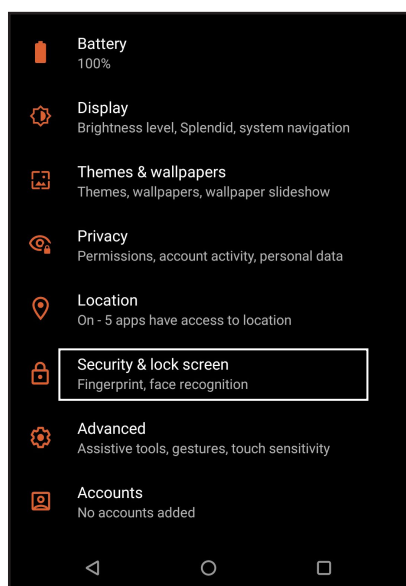 Battery
100%
Display
Brightness level, Splendid, system navigation
Themes & wallpapers
Themes, wallpapers, wallpaper slideshow
Privacy
Permissions, account activity, personal data
Location
On - 5 apps have access to location
Security & lock screen
Fingerprint, face recognition
Advanced
Assistive tools, gestures, touch sensitivity
Accounts
No accounts added